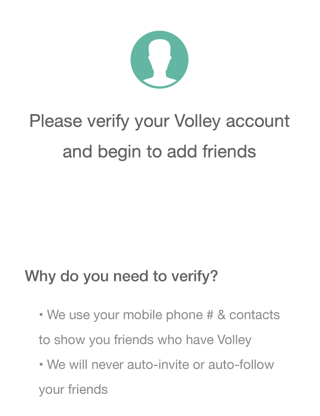 Please verify your Volley account
and begin to add friends
Why do you need to verify?
• We use your mobile phone # & contacts
to show you friends who have Volley
• We will never auto-invite or auto-follow
your friends